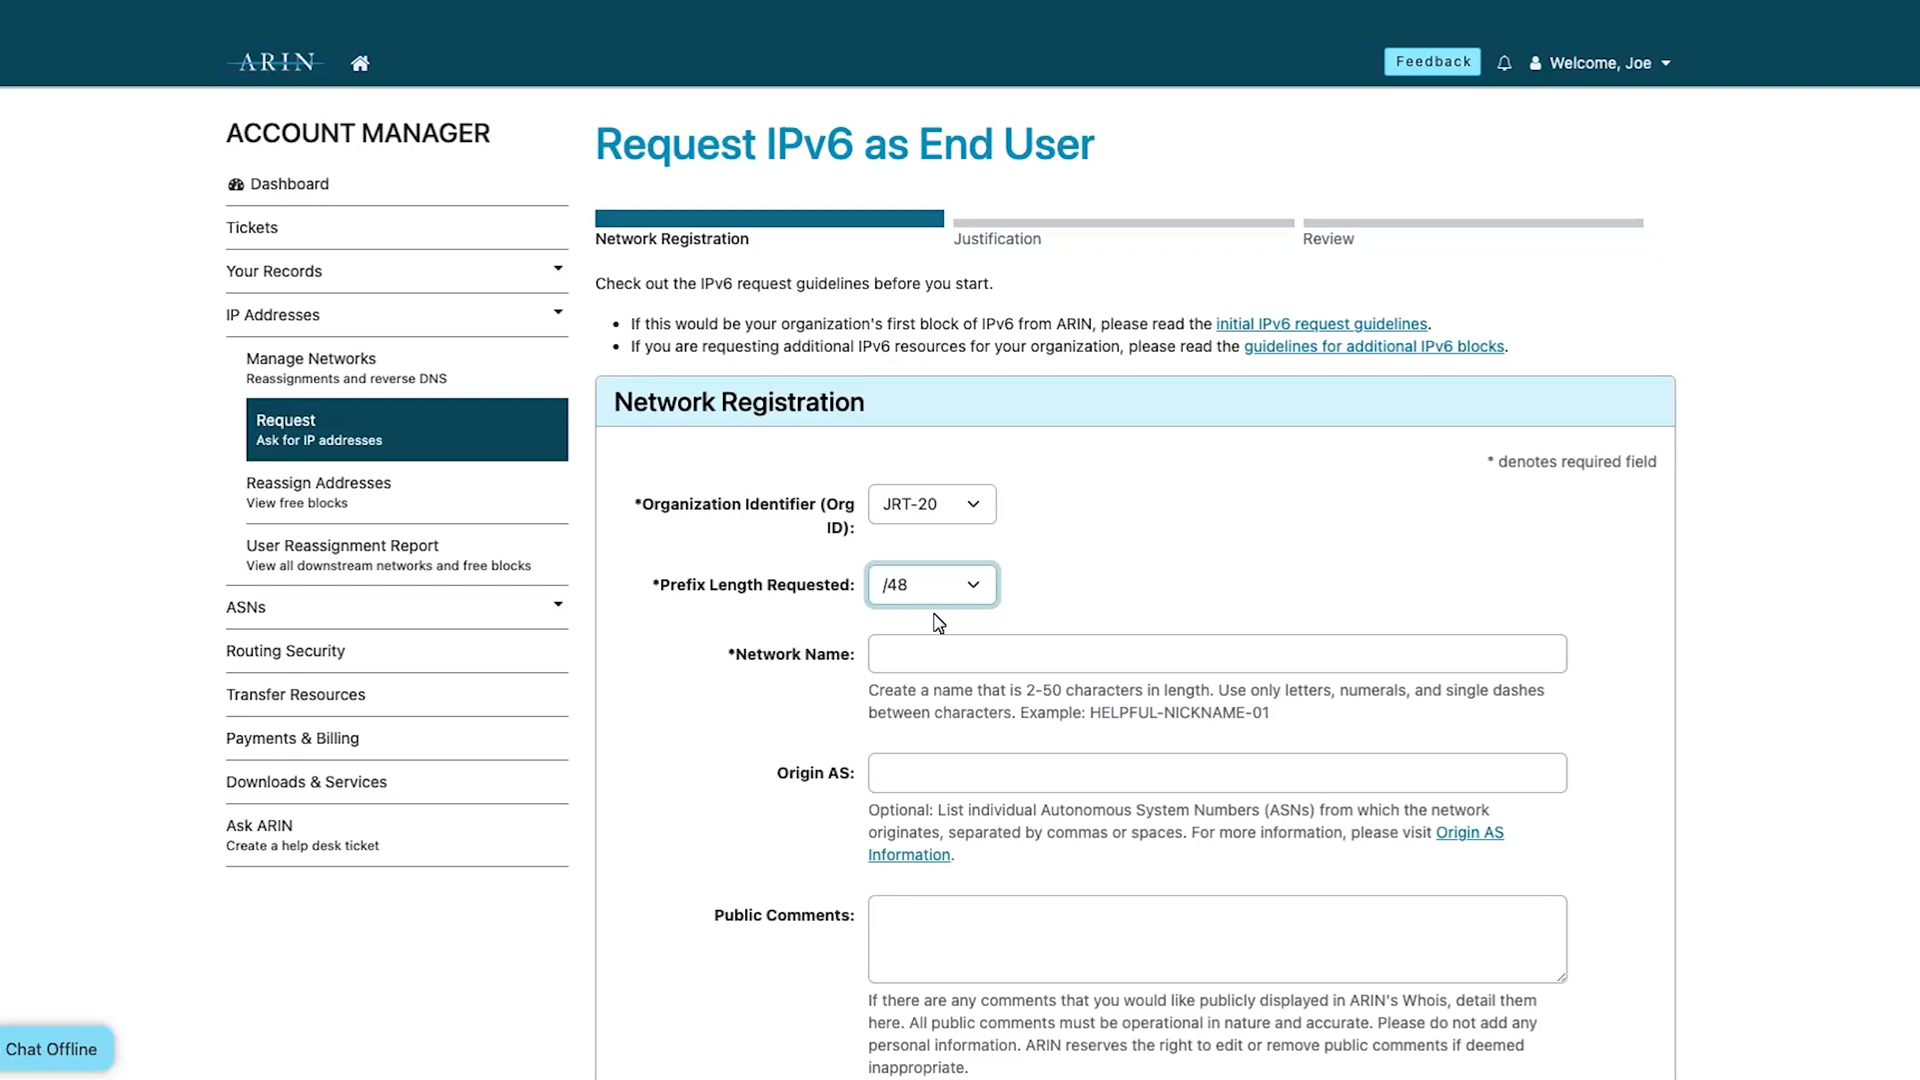 ARIN
Feedback
Welcome, Joe
ACCOUNT MANAGER
Dashboard
Tickets
Your Records
IP Addresses
Manage Networks
Reassignments and reverse DNS
Request
Ask for IP addresses
Reassign Addresses
View free blocks
User Reassignment Report
View all downstream networks and free blocks
ASNs
Routing Security
Transfer Resources
Payments & Billing
Downloads & Services
Ask ARIN
Create a help desk ticket
Chat Offline
Request IPv6 as End User
Network Registration
Justification
Review
Check out the IPv6 request guidelines before you start.
• If this would be your organization's first block of IPv6 from ARIN, please read the initial IPv6 request guidelines.
• If you are requesting additional IPv6 resources for your organization, please read the guidelines for additional IPv6 blocks.
Network Registration
* denotes required field
*Organization Identifier (Org
ID):
JRT-20
*Prefix Length Requested:
/48
*Network Name:
Create a name that is 2-50 characters in length. Use only letters, numerals, and single dashes
between characters. Example: HELPFUL-NICKNAME-01
Origin AS:
Optional: List individual Autonomous System Numbers (ASNs) from which the network
originates, separated by commas or spaces. For more information, please visit Origin AS
Information.
Public Comments:
If there are any comments that you would like publicly displayed in ARIN's Whois, detail them
here. All public comments must be operational in nature and accurate. Please do not add any
personal information. ARIN reserves the right to edit or remove public comments if deemed
inappropriate.